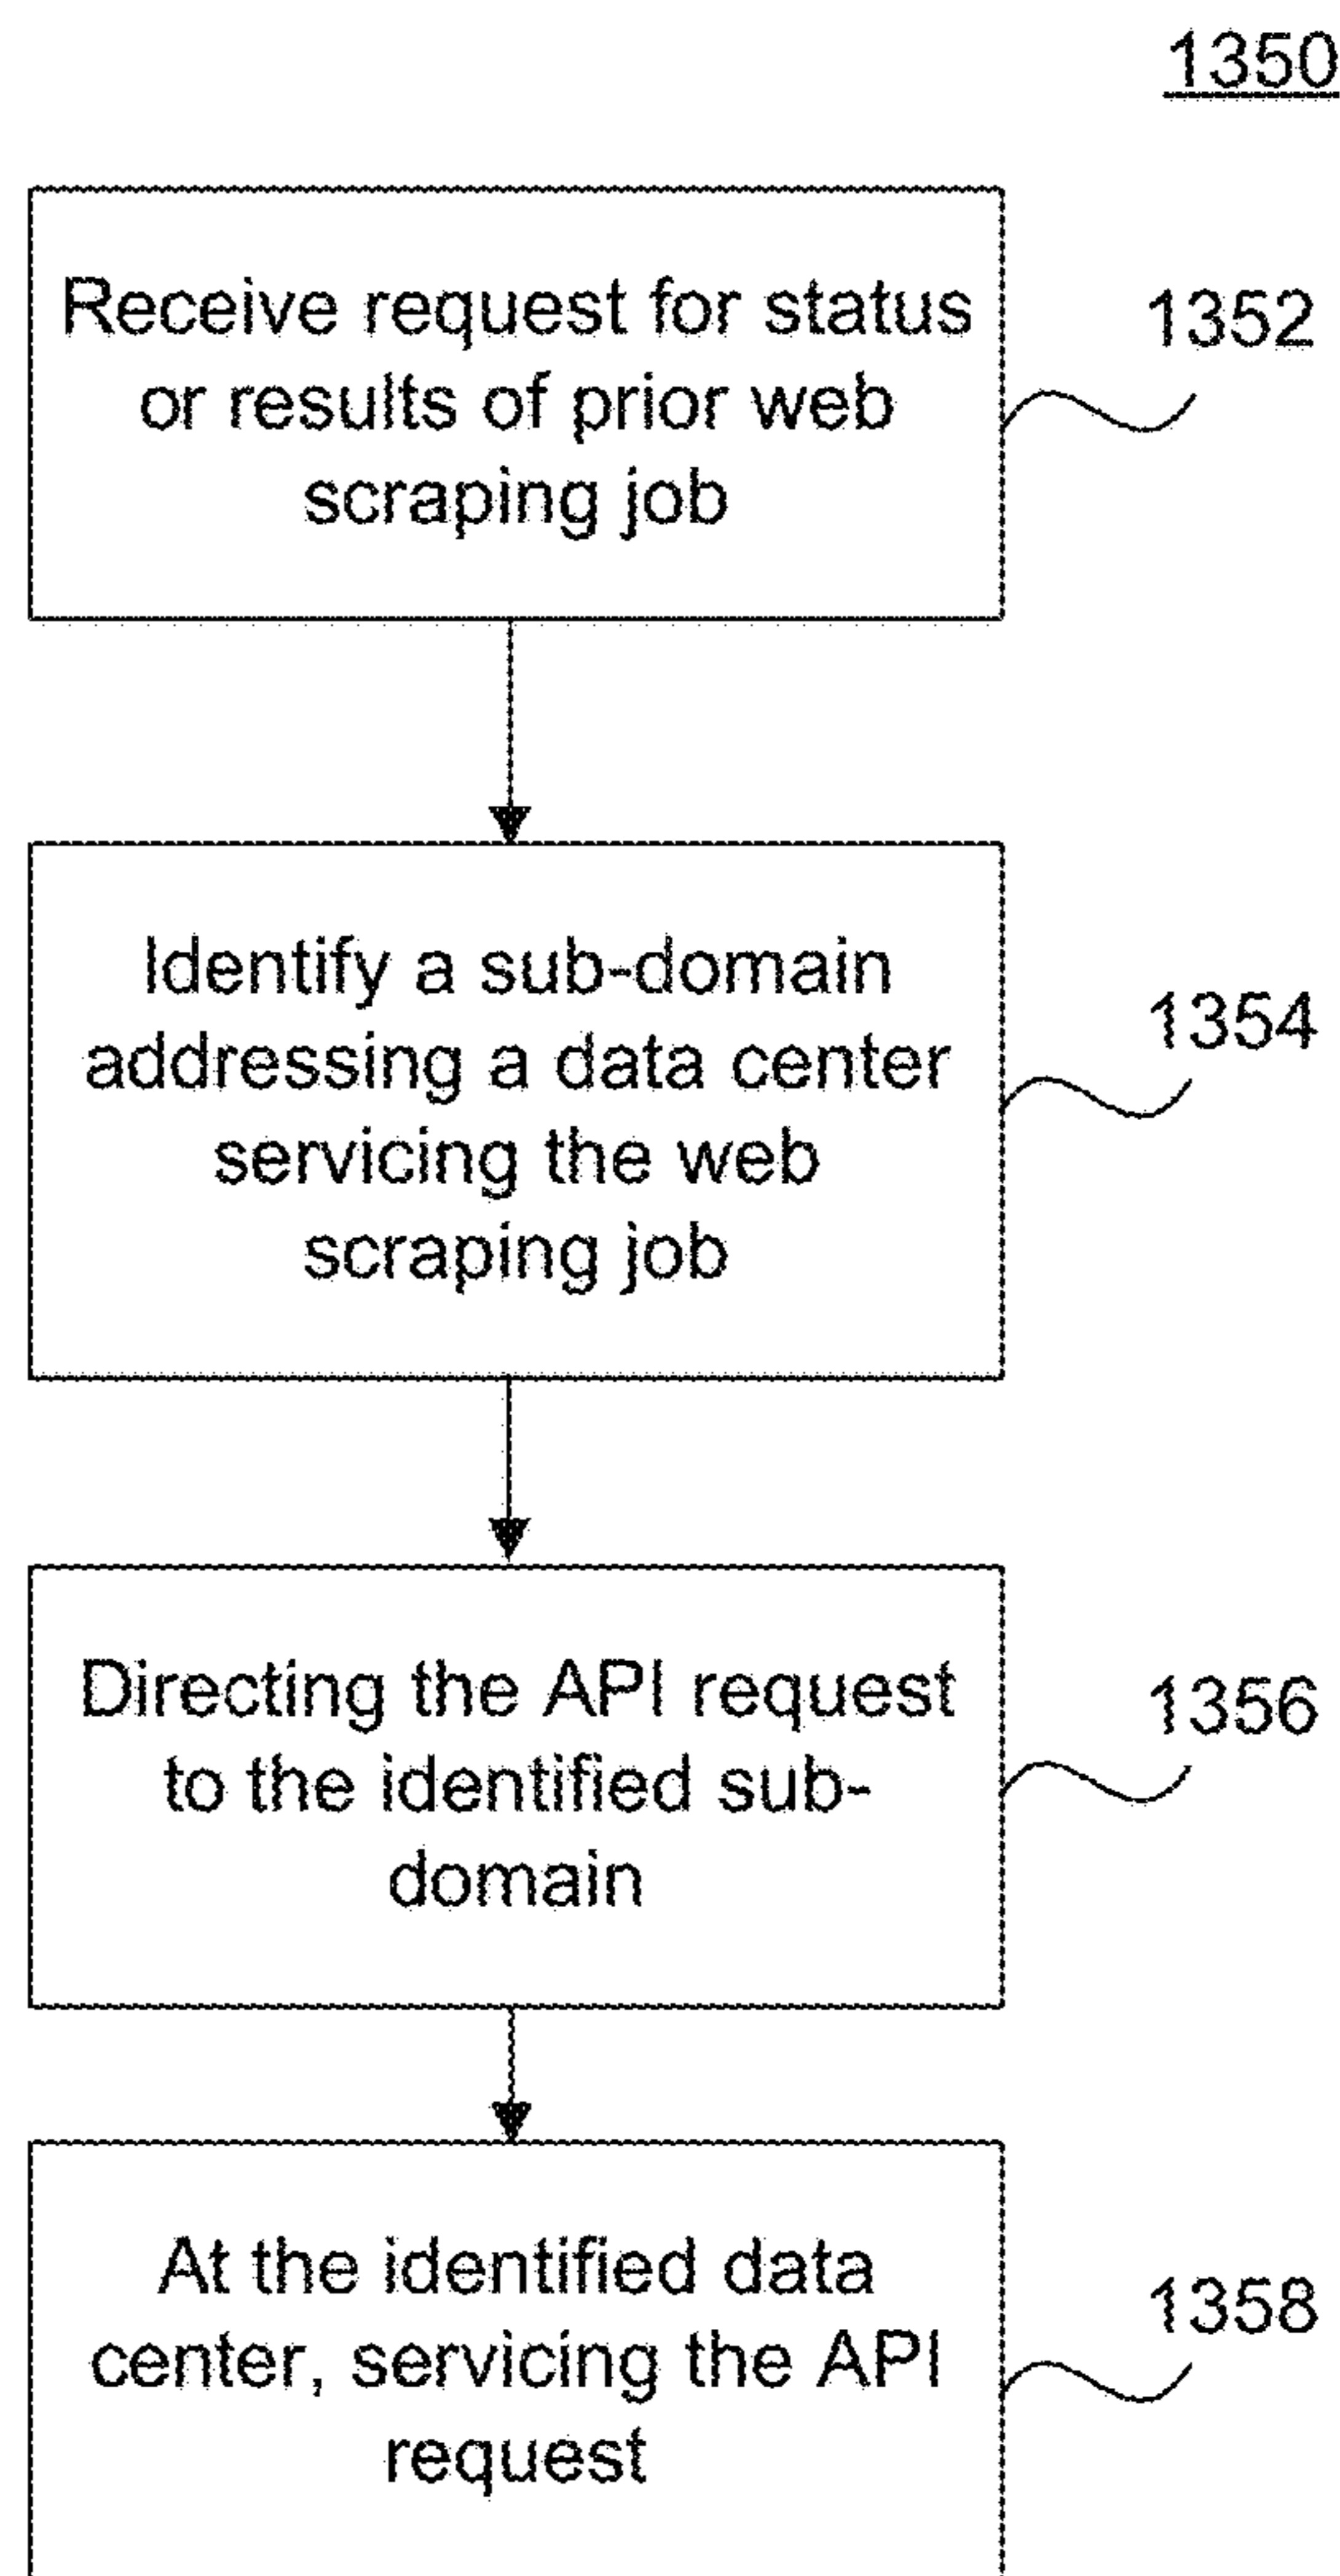 1350
Receive request for status
or results of prior web
scraping job
1352
Identify a sub-domain
addressing a data center
servicing the web
scraping job
1354
Directing the API request
to the identified sub-
domain
1356
At the identified data
center, servicing the API
request
1358